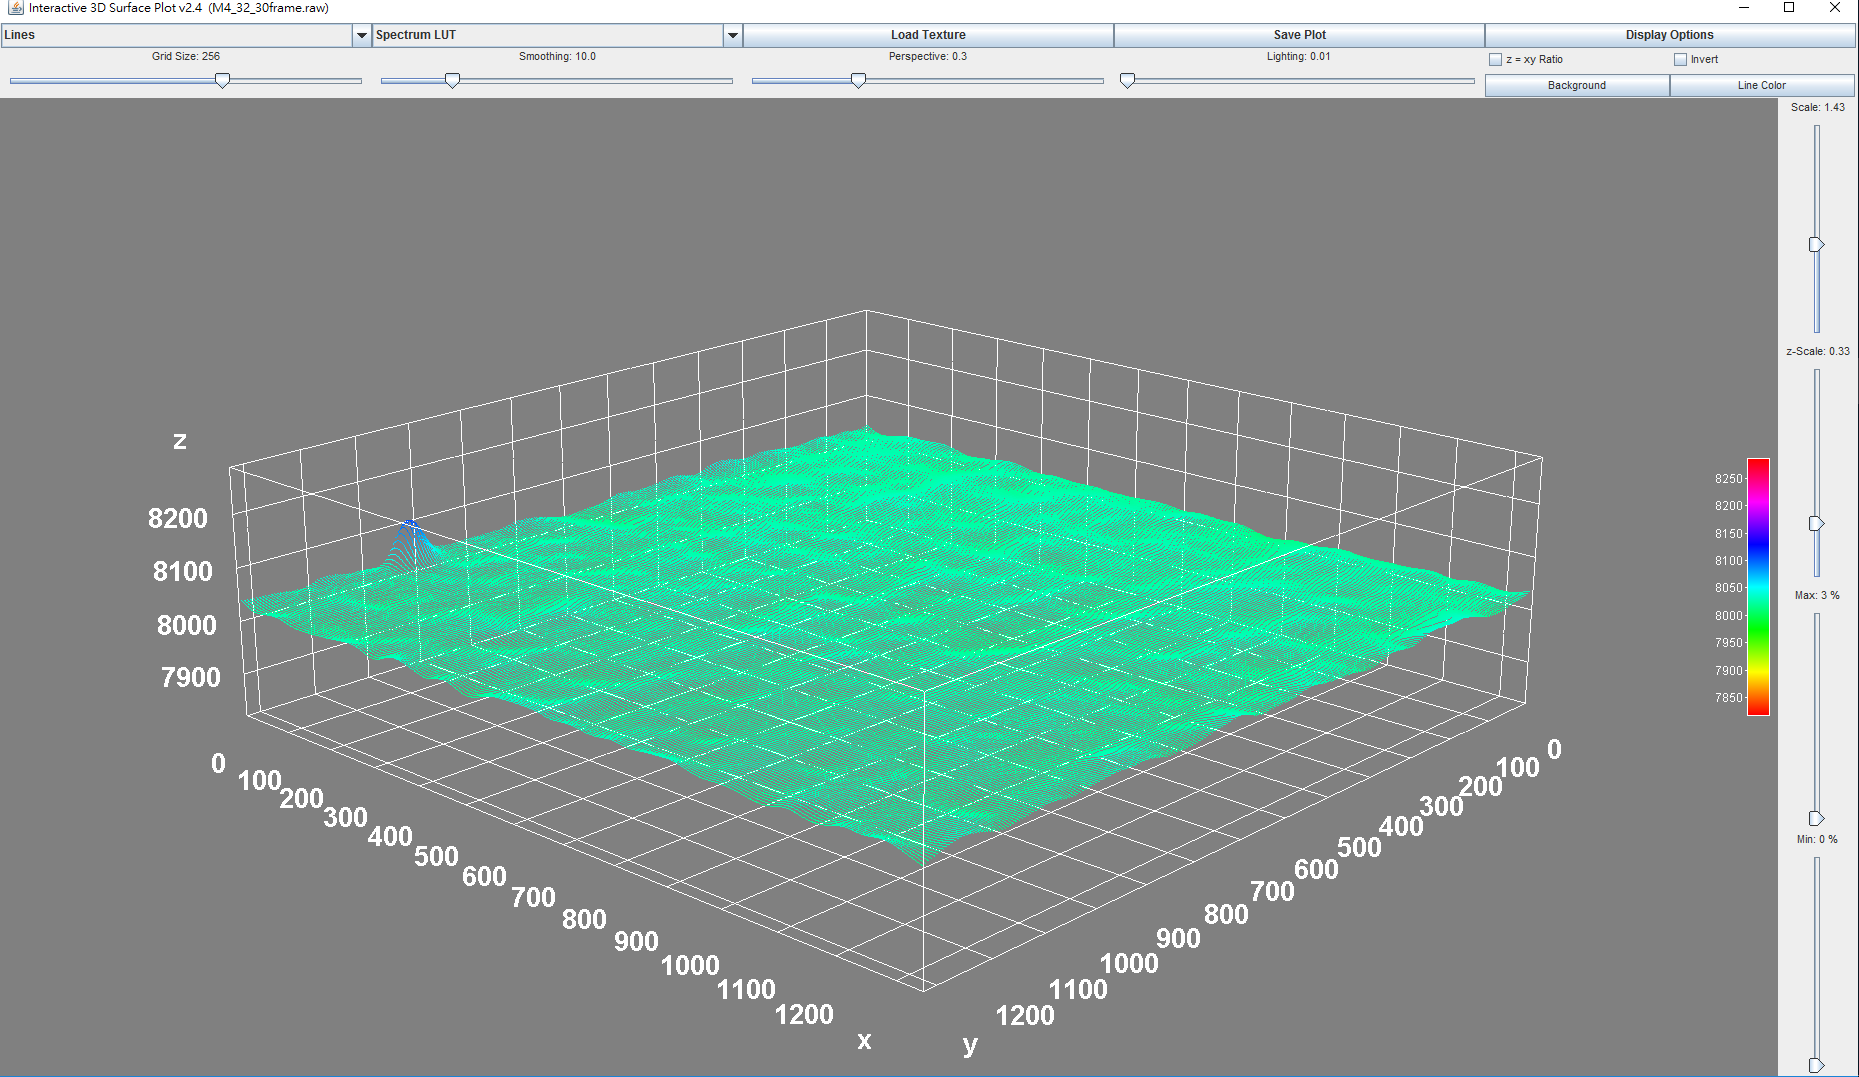 Interactive 3D Surface Plot v2.4 (M4_32_30frame.raw)
Lines
Spectrum LUT
Load Texture
Save Plot
Display Options
Grid Size: 256
Smoothing: 10.0
Perspective: 0.3
Lighting: 0.01
z = xy Ratio
Invert
Background
Line Color
Scale: 1.43
z-Scale: 0.33
Max: 3 %
Min: 0 %
z
8200
8100
8000
7900
0
100
200
300
400
500
600
700
800
900
1000
1100
1200
x
y
1200
1100
1000
900
800
700
600
500
400
300
200
100
0
8250
8200
8150
8100
8050
8000
7950
7900
7850